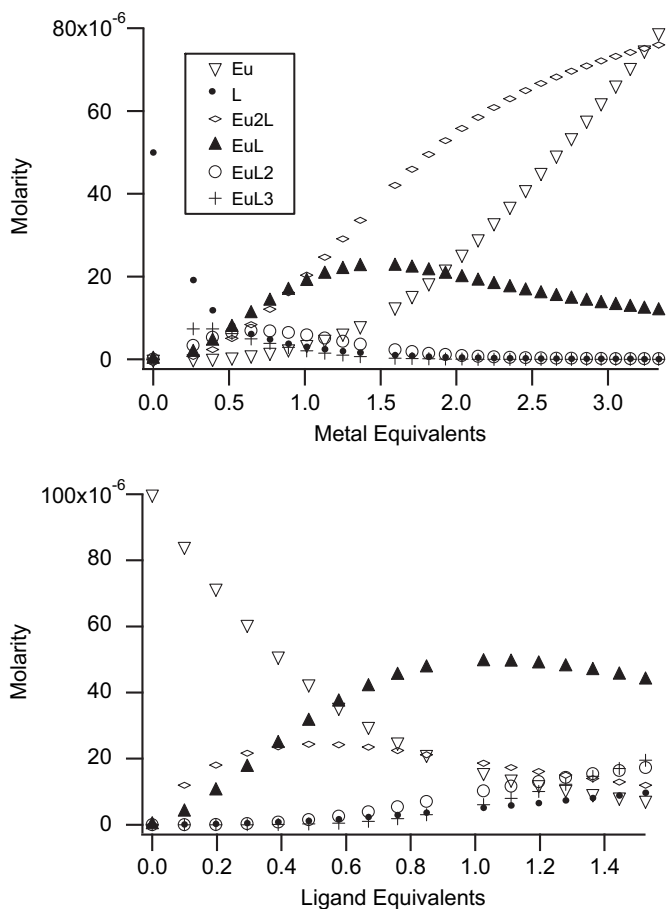 80x10-6
60
40
20
0
Molarity
Eu
L
Eu2L
EuL
EuL2
EuL3
0.0 0.5 1.0 1.5 2.0 2.5 3.0
Metal Equivalents
100x10-6
80
60
40
20
0
Molarity
0.0 0.2 0.4 0.6 0.8 1.0 1.2 1.4
Ligand Equivalents